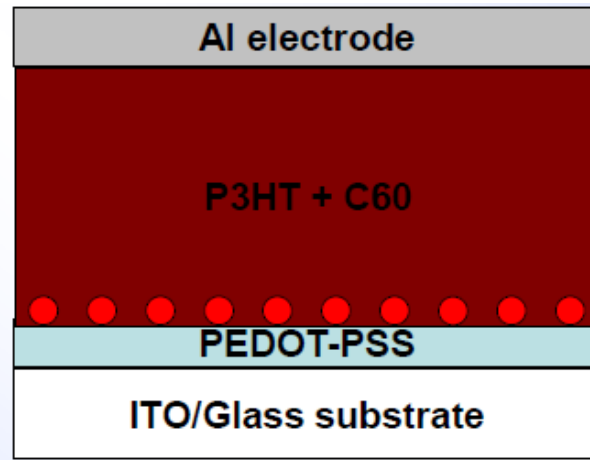 Al electrode
P3HT + C60
PEDOT-PSS
ITO/Glass substrate